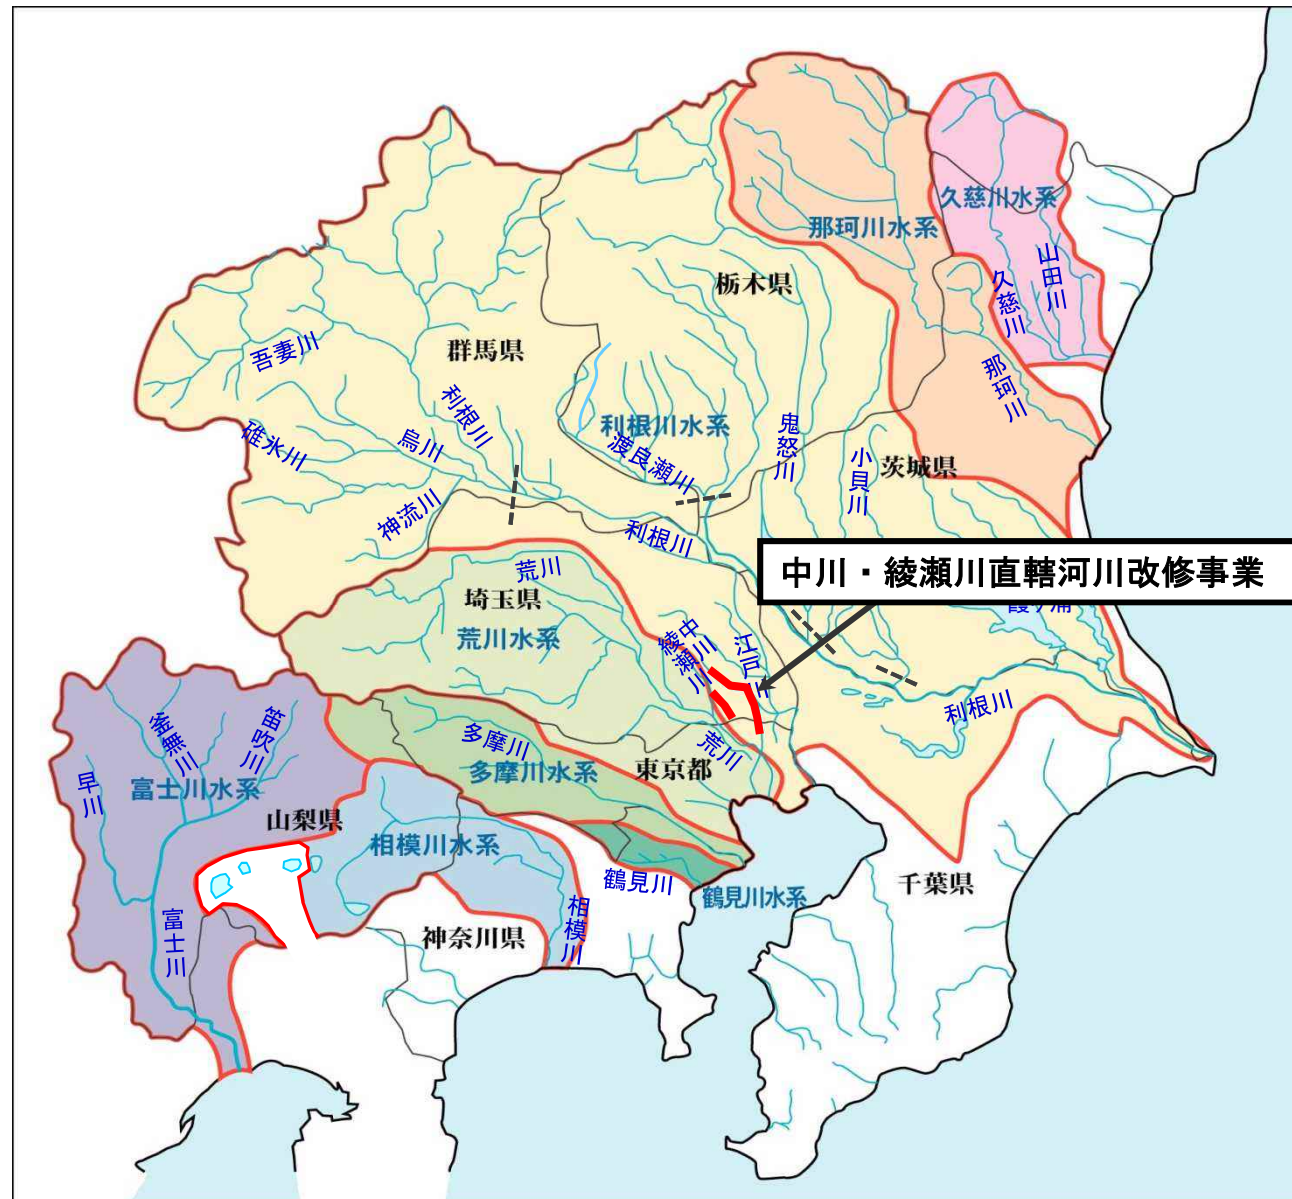 久慈川水系
那珂川水系
山田川
久慈川
栃木県
那珂川
吾妻川
群馬県
利根川
利根川水系
鬼怒川
碓氷川
烏川
渡良瀬川
小貝川
茨城県
神流川
利根川
中川・綾瀬川直轄河川改修事業
荒川
埼玉県
荒川水系
中川
綾瀬川
江戸川
利根川
釜無川
笛吹川
多摩川
荒川
早川
富士川水系
多摩川水系
東京都
山梨県
相模川水系
鶴見川
千葉県
鶴見川水系
富士川
神奈川県
相模川